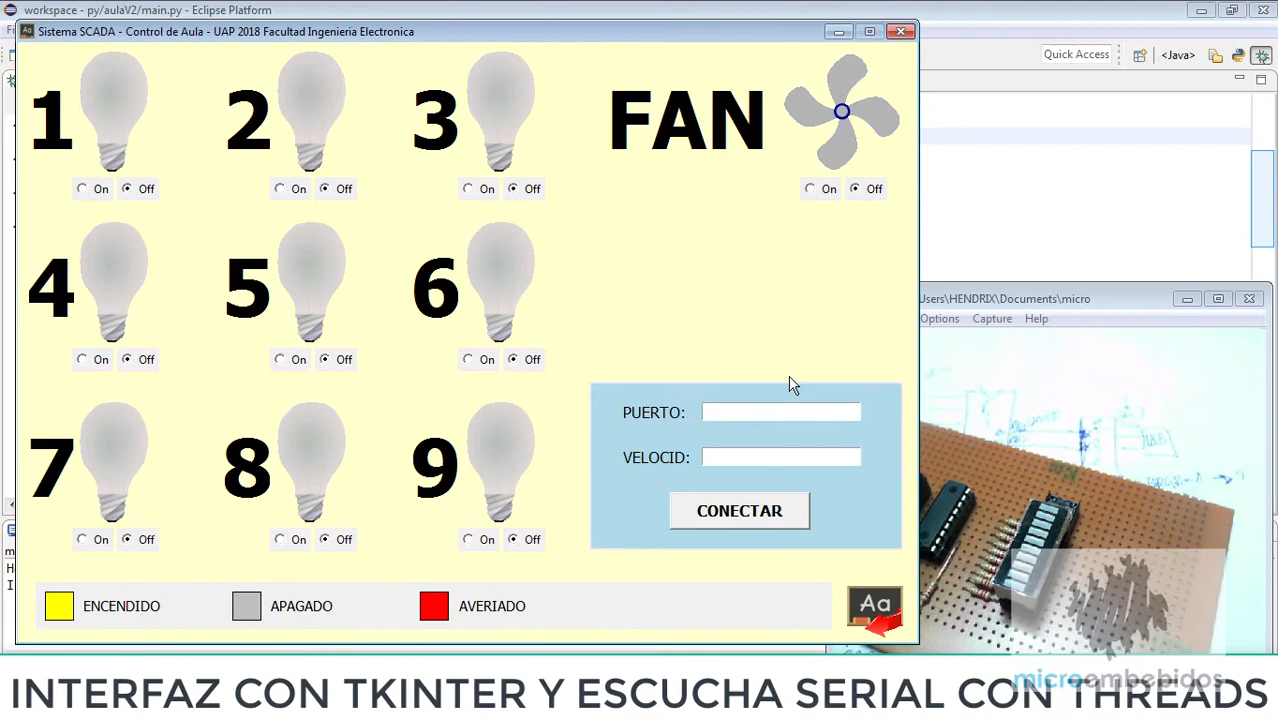 workspace - py/aulaV2/main.py - Eclipse Platform
Sistema SCADA - Control de Aula - UAP 2018 Facultad Ingenieria Electronica
Quick Access
<Java>
1
2
3
FAN
On Off
On Off
On Off
On Off
4
5
6
On Off
On Off
On Off
Users\HENDRIX\Documents\micro
Options Capture Help
PUERTO:
VELOCID:
CONECTAR
7
8
9
On Off
On Off
On Off
ENCENDIDO
APAGADO
AVERIADO
Aa
microembebidos
INTERFAZ CON TKINTER Y ESCUCHA SERIAL CON THREADS